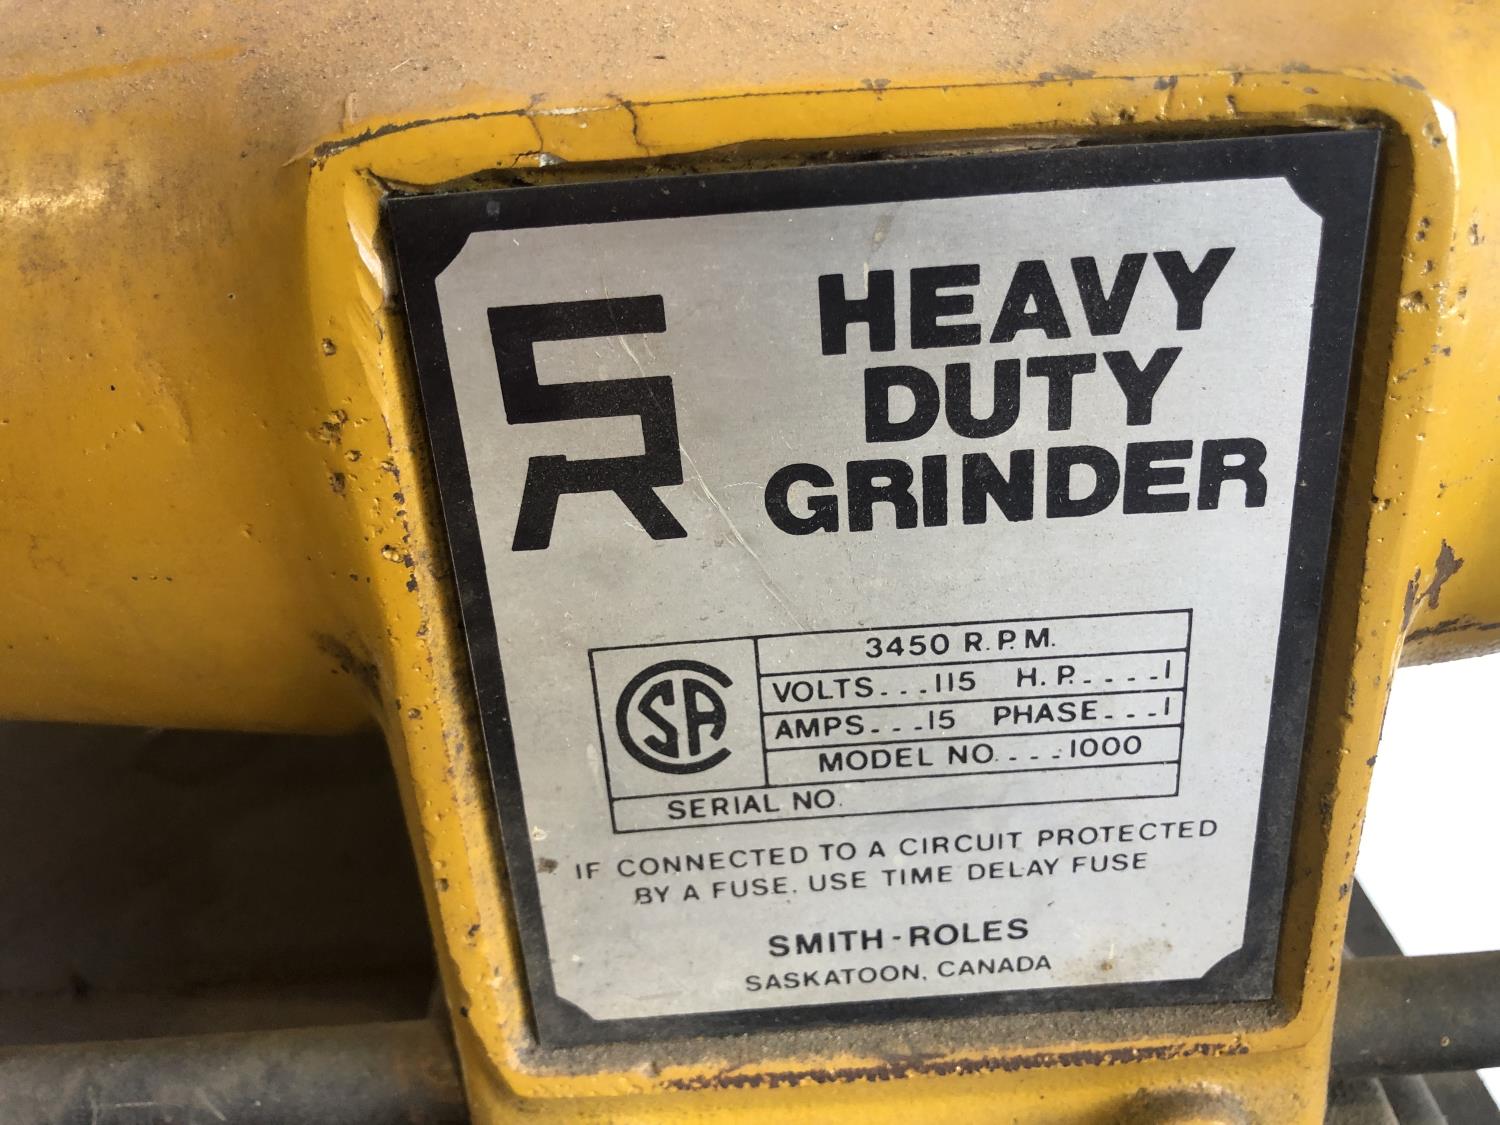 SR
HEAVY
DUTY
GRINDER
CSA
3450 R.P.M.
VOLTS...115 H.P.....1
AMPS...15 PHASE...1
MODEL NO....1000
SERIAL NO.
IF CONNECTED TO A CIRCUIT PROTECTED
BY A FUSE, USE TIME DELAY FUSE
SMITH-ROLES
SASKATOON, CANADA